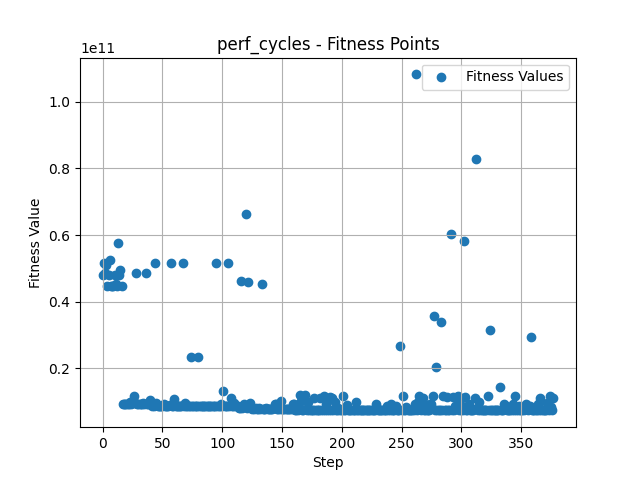 perf_cycles - Fitness Points
1e11
Fitness Values
1.0
0.8
0.6
0.4
0.2
Fitness Value
0 50 100 150 200 250 300 350
Step